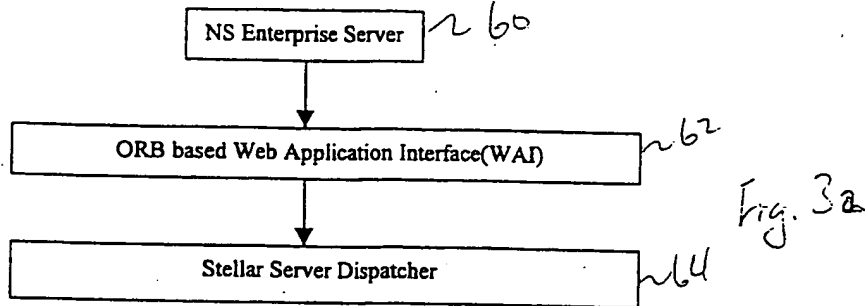 NS Enterprise Server
60
ORB based Web Application Interface(WAI)
62
Fig. 3a
Stellar Server Dispatcher
64